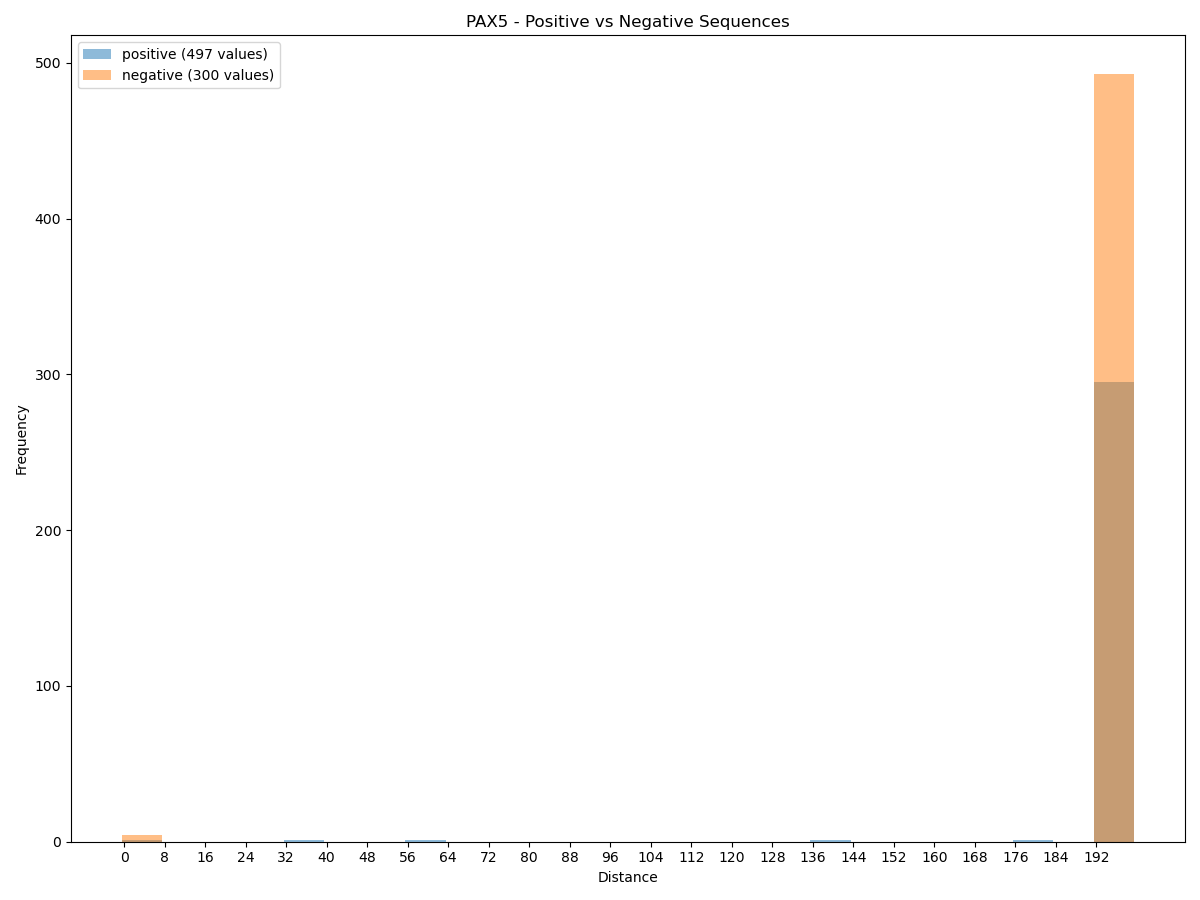 PAX5 - Positive vs Negative Sequences
positive (497 values)
negative (300 values)
Frequency
500
400
300
200
100
0
0 8 16 24 32 40 48 56 64 72 80 88 96 104 112 120 128 136 144 152 160 168 176 184 192
Distance